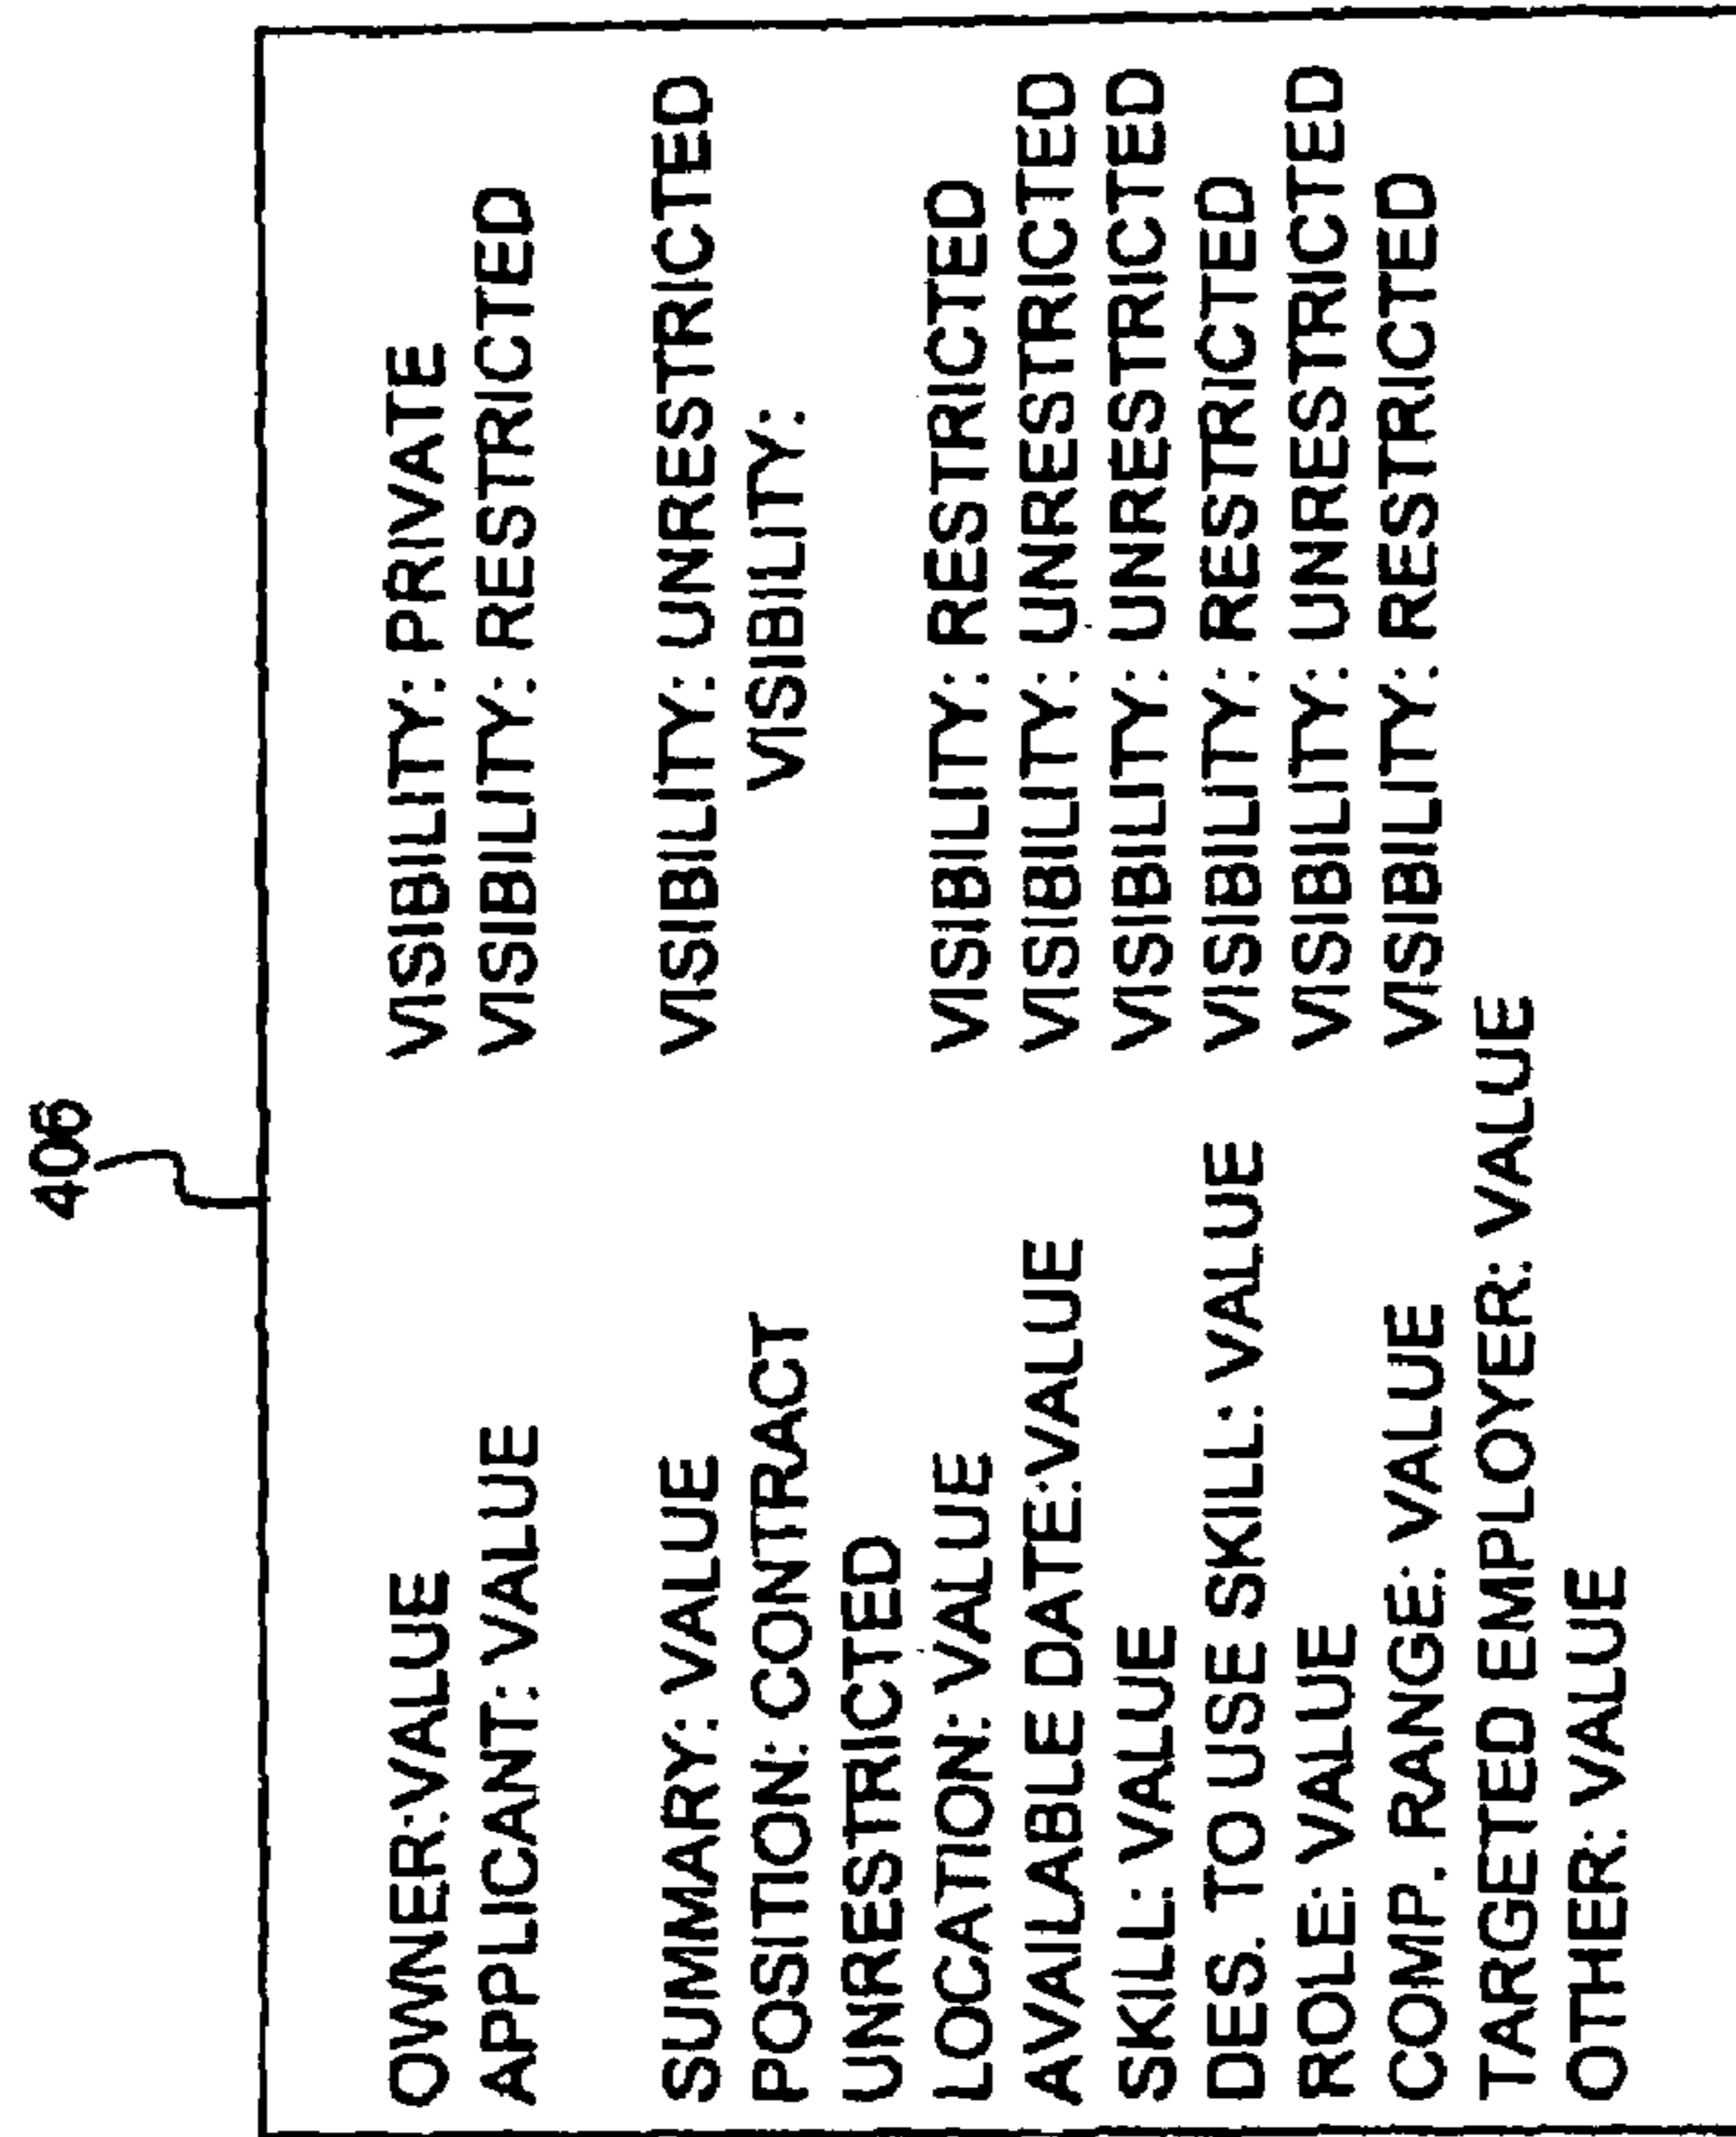 406
OWNER:VALUE VISIBILITY: PRIVATE
APPLICANT: VALUE VISIBILITY: RESTRICTED
SUMMARY: VALUE VISIBILITY: UNRESTRICTED
POSITION: CONTRACT VISIBILITY:
UNRESTRICTED
LOCATION: VALUE VISIBILITY: RESTRICTED
AVAILABLE DATE:VALUE VISIBILITY: UNRESTRICTED
SKILL: VALUE VISIBILITY: UNRESTRICTED
DES. TO USE SKILL: VALUE VISIBILITY: RESTRICTED
ROLE: VALUE VISIBILITY: UNRESTRICTED
COMP. RANGE: VALUE VISIBILITY: RESTRICTED
TARGETED EMPLOYER: VALUE
OTHER: VALUE